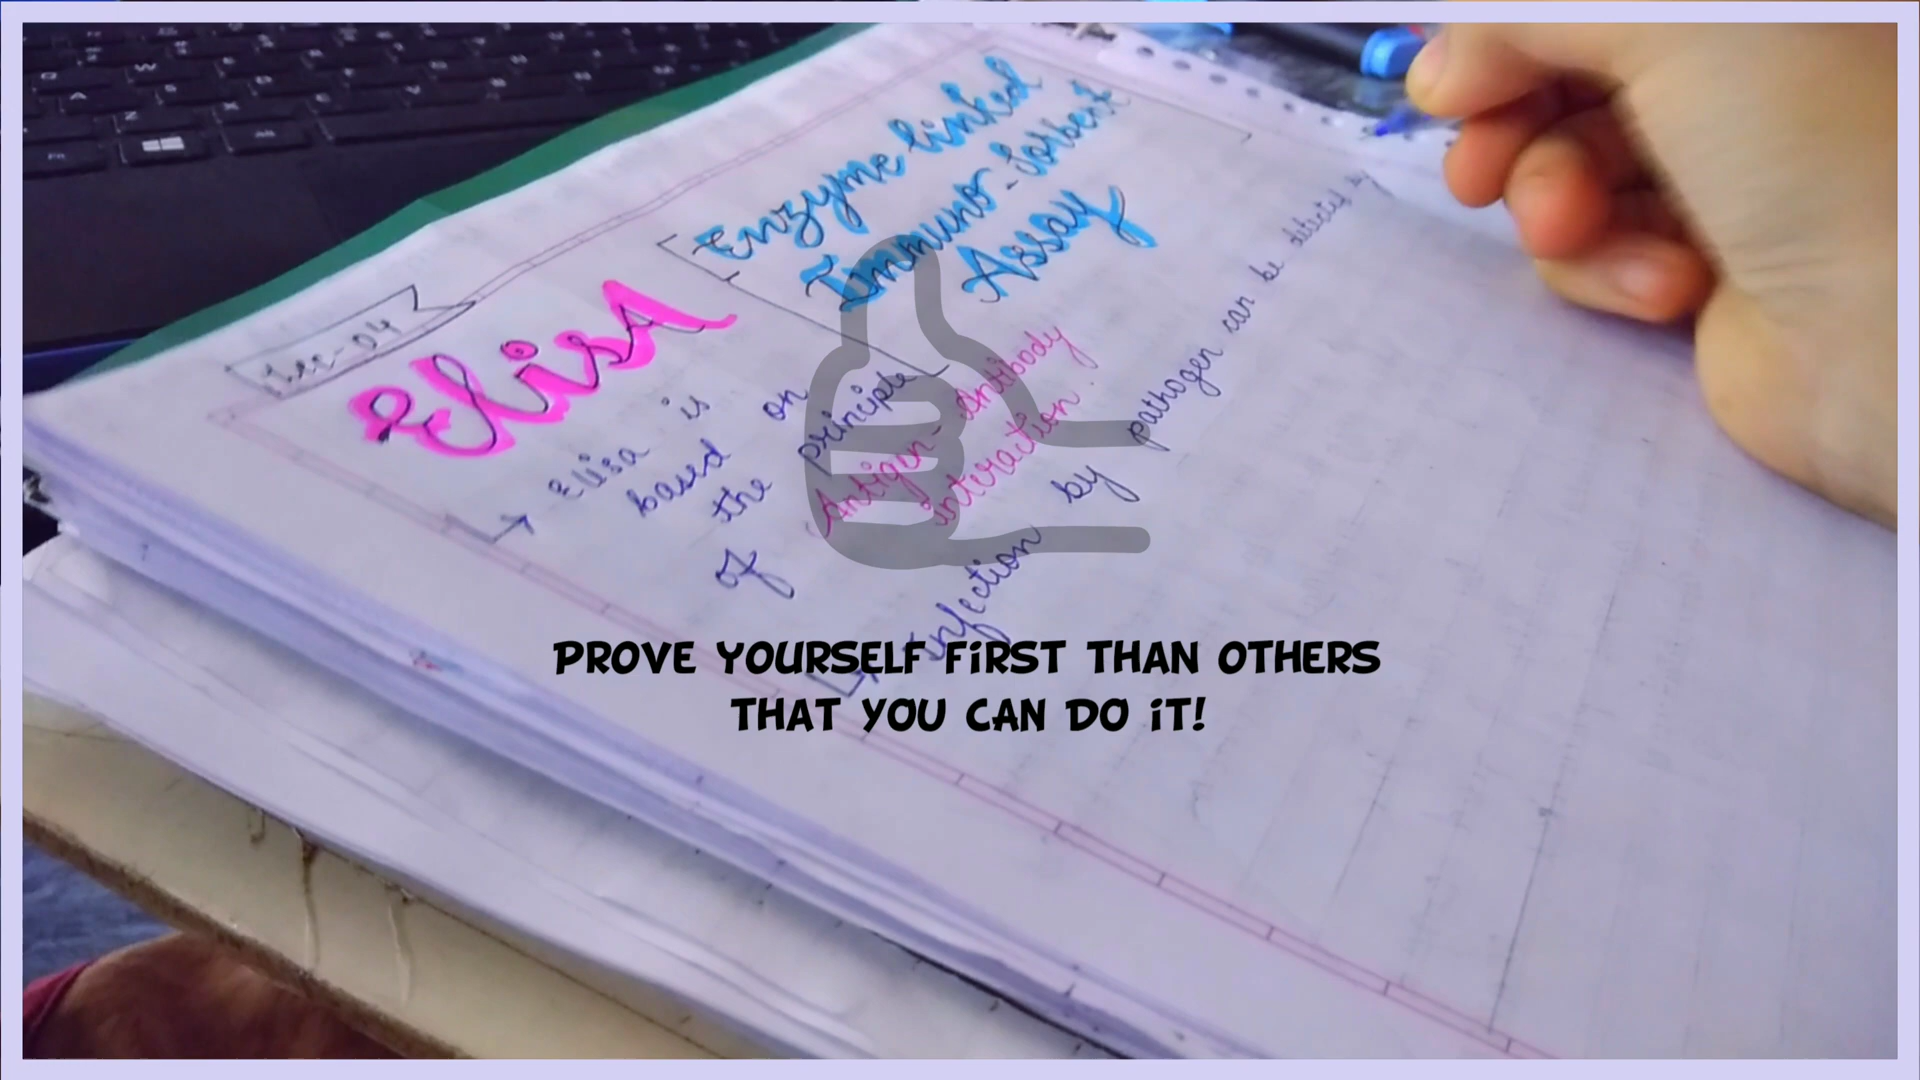 Lec-04
Elisa
Enzyme linked
Immuno-Sorbent
Assay
Elisa is
based on
the principle
of Antigen-Antibody
interaction.
Infection by pathogen can be detected by
PROVE YOURSELF FIRST THAN OTHERS
THAT YOU CAN DO IT!